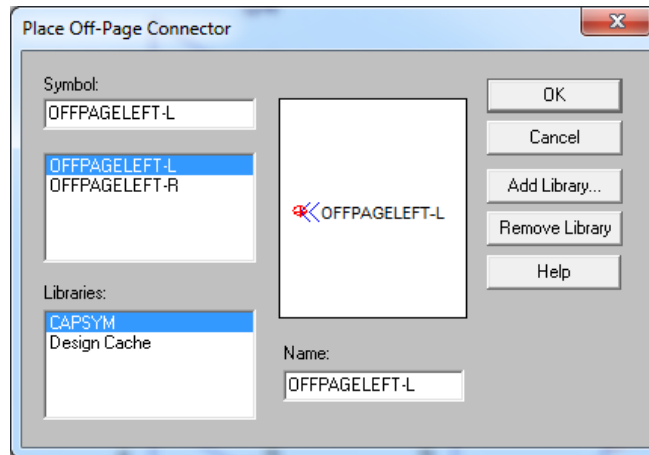 Place Off-Page Connector
Symbol:
OFFPAGELEFT-L
OFFPAGELEFT-L
OFFPAGELEFT-R
Libraries:
CAPSYM
Design Cache
OFFPAGELEFT-L
Name:
OFFPAGELEFT-L
OK
Cancel
Add Library...
Remove Library
Help